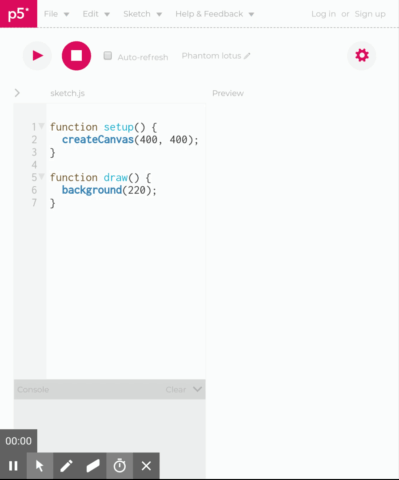 p5* File Edit Sketch Help & Feedback Log in or Sign up
Auto-refresh Phantom lotus
sketch.js Preview
1 function setup() {
2 createCanvas(400, 400);
3 }
4
5 function draw() {
6 background(220);
7 }
Console Clear
00:00